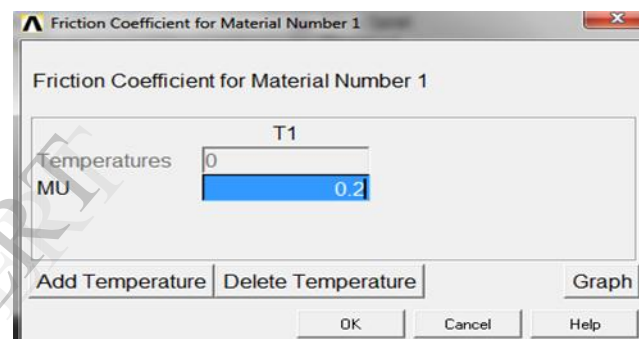 Friction Coefficient for Material Number 1
Friction Coefficient for Material Number 1
T1
Temperatures 0
MU 0.2
Add Temperature Delete Temperature Graph
OK Cancel Help